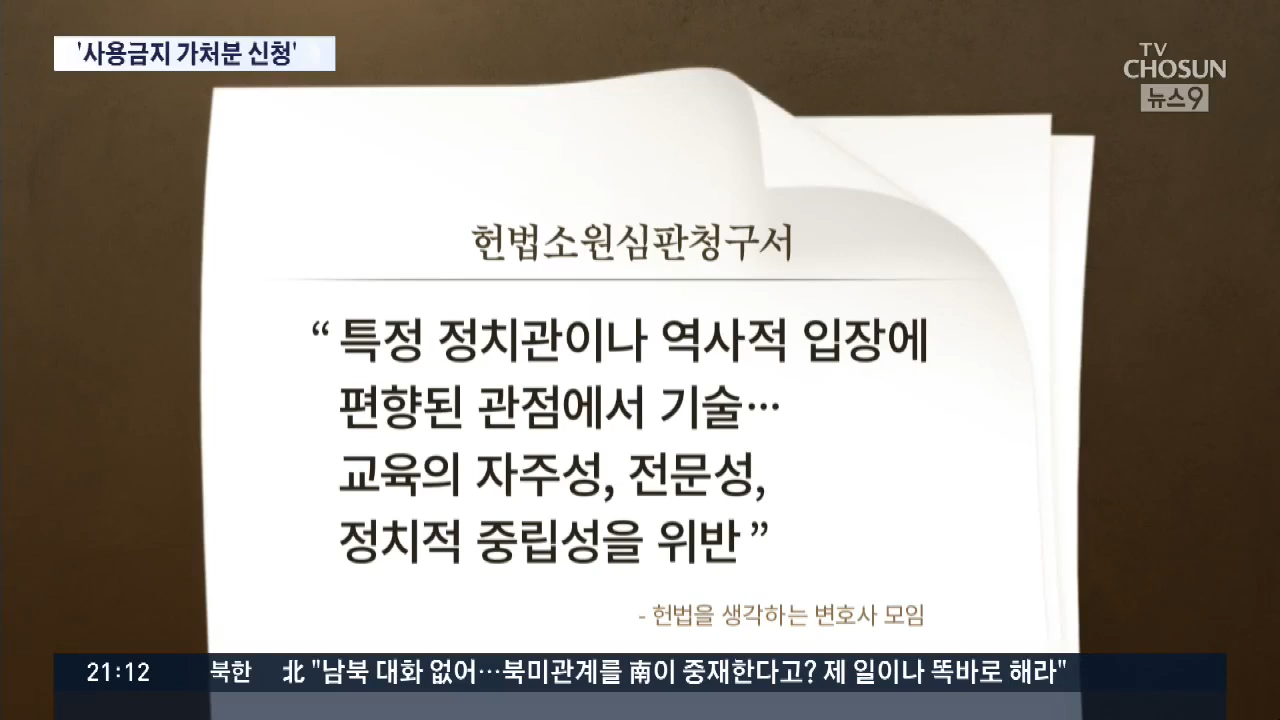 '사용금지 가처분 신청'
TV
CHOSUN
뉴스9
헌법소원심판청구서
“ 특정 정치관이나 역사적 입장에
편향된 관점에서 기술…
교육의 자주성, 전문성,
정치적 중립성을 위반 ”
- 헌법을 생각하는 변호사 모임
21:12 북한 北 "남북 대화 없어…북미관계를 南이 중재한다고? 제 일이나 똑바로 해라"